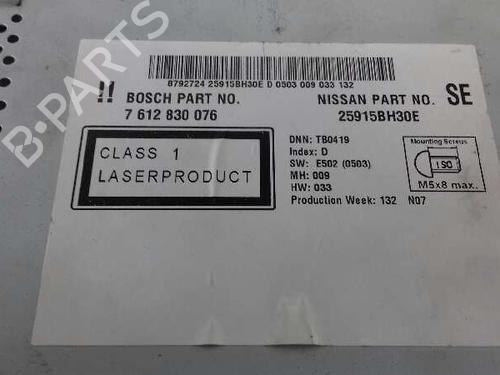 B-PARTS
8792724 25915BH30E D 0503 009 033 132
!! BOSCH PART NO.
7 612 830 076
NISSAN PART NO.
25915BH30E
SE
CLASS 1
LASERPRODUCT
DNN: TB0419
Index: D
SW: E502 (0503)
MH: 009
HW: 033
Production Week: 132 N07
Mounting Screws
ISO
M5x8 max.